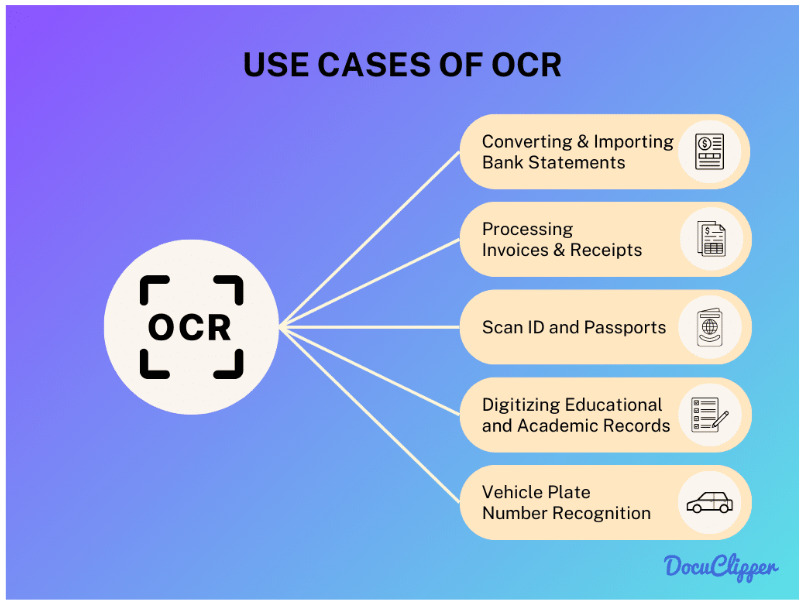 USE CASES OF OCR
OCR
Converting & Importing
Bank Statements
Processing
Invoices & Receipts
Scan ID and Passports
Digitizing Educational
and Academic Records
Vehicle Plate
Number Recognition
DocuClipper